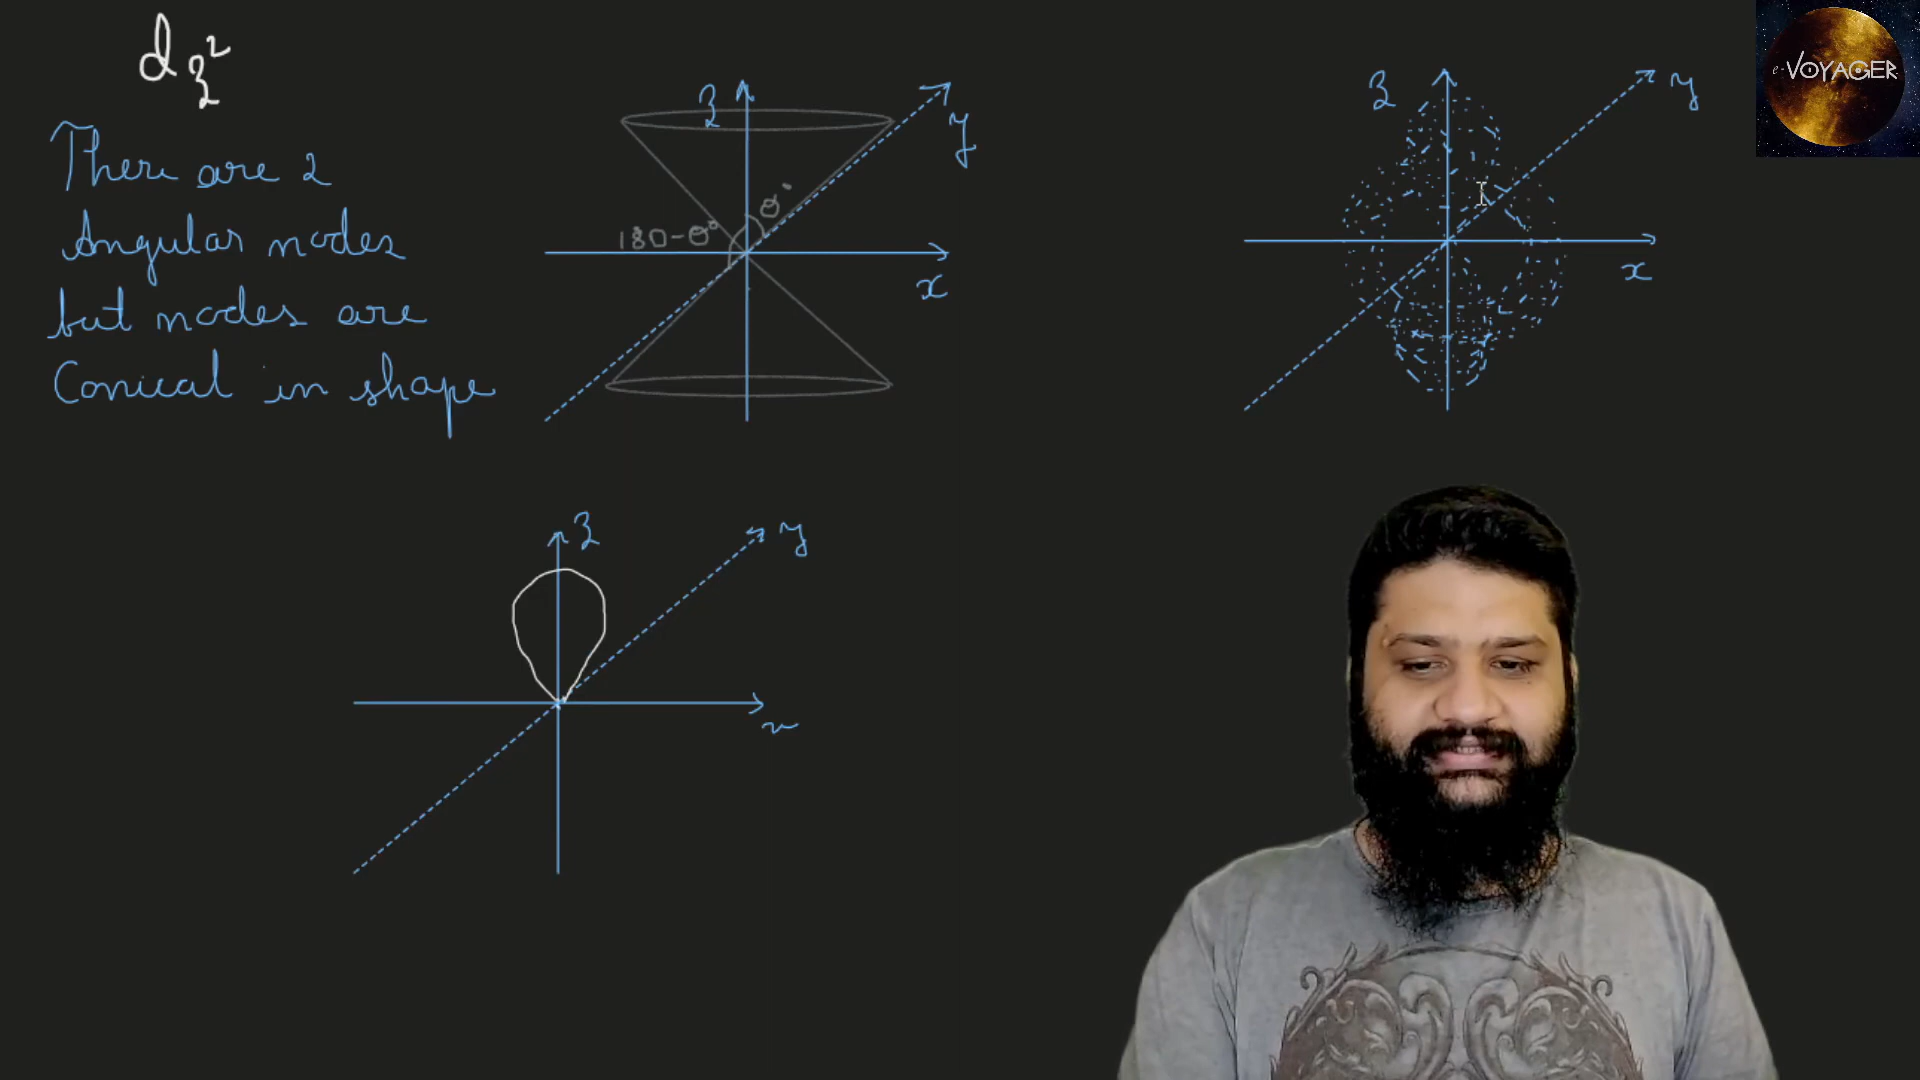 d z²
There are 2
Angular nodes
but nodes are
Conical in shape
z
y
θ°
180-θ°
x
z
y
x
z
y
x
e-VOYAGER